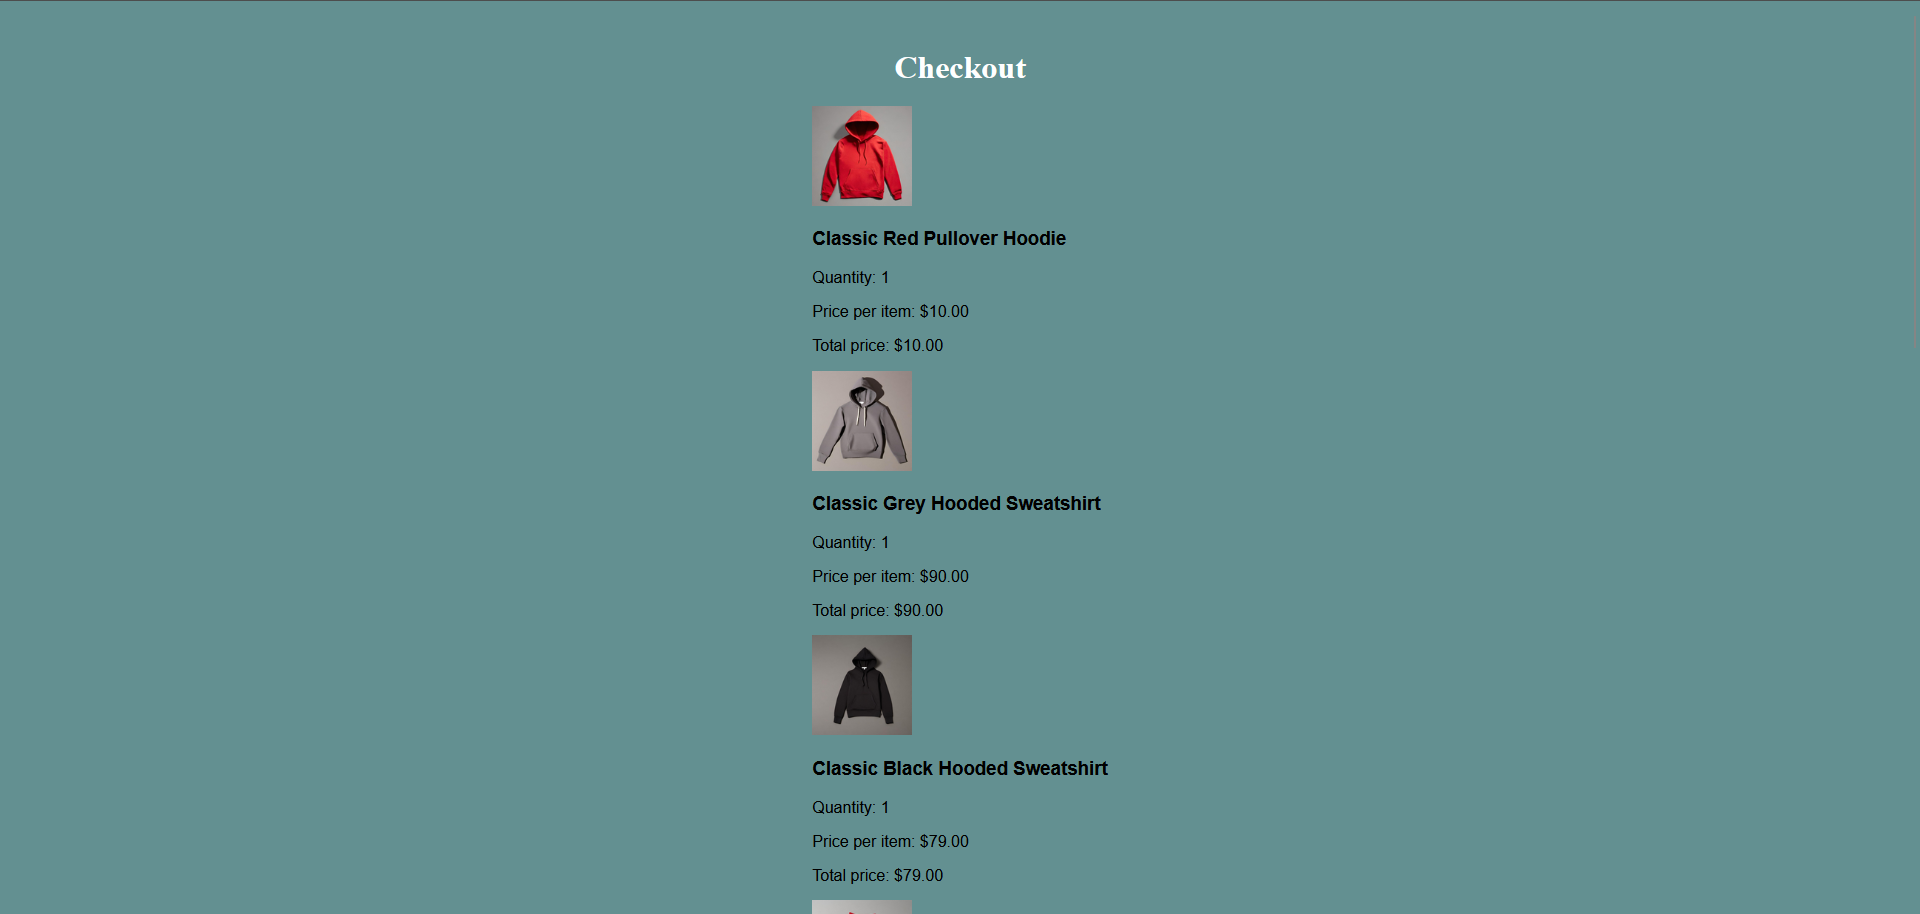 Checkout
Classic Red Pullover Hoodie
Quantity: 1
Price per item: $10.00
Total price: $10.00
Classic Grey Hooded Sweatshirt
Quantity: 1
Price per item: $90.00
Total price: $90.00
Classic Black Hooded Sweatshirt
Quantity: 1
Price per item: $79.00
Total price: $79.00